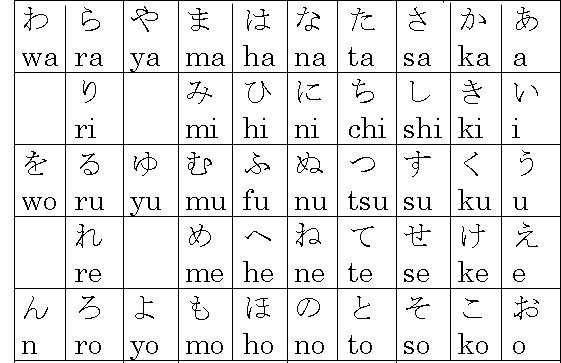 わ ら や ま は な た さ か あ
wa ra ya ma ha na ta sa ka a
り み ひ に ち し き い
ri mi hi ni chi shi ki i
を る ゆ む ふ ぬ つ す く う
wo ru yu mu fu nu tsu su ku u
れ め へ ね て せ け え
re me he ne te se ke e
ん ろ よ も ほ の と そ こ お
n ro yo mo ho no to so ko o